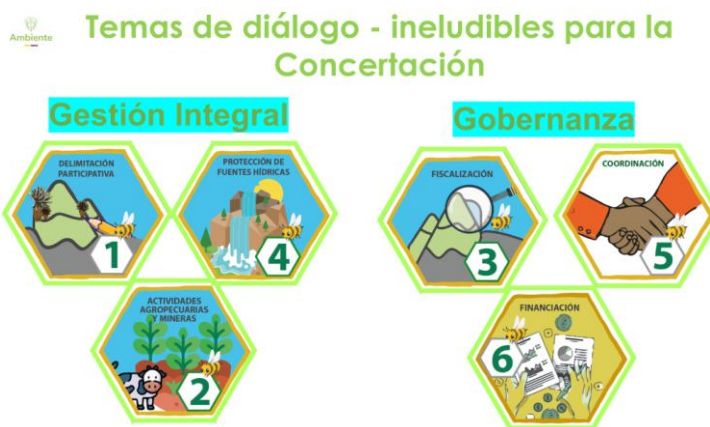 Ambiente
Temas de diálogo - ineludibles para la
Concertación
Gestión Integral
Gobernanza
DELIMITACIÓN
PARTICIPATIVA
1
PROTECCIÓN DE
FUENTES HÍDRICAS
4
ACTIVIDADES
AGROPECUARIAS
Y MINERAS
2
FISCALIZACIÓN
3
COORDINACIÓN
5
FINANCIACIÓN
6